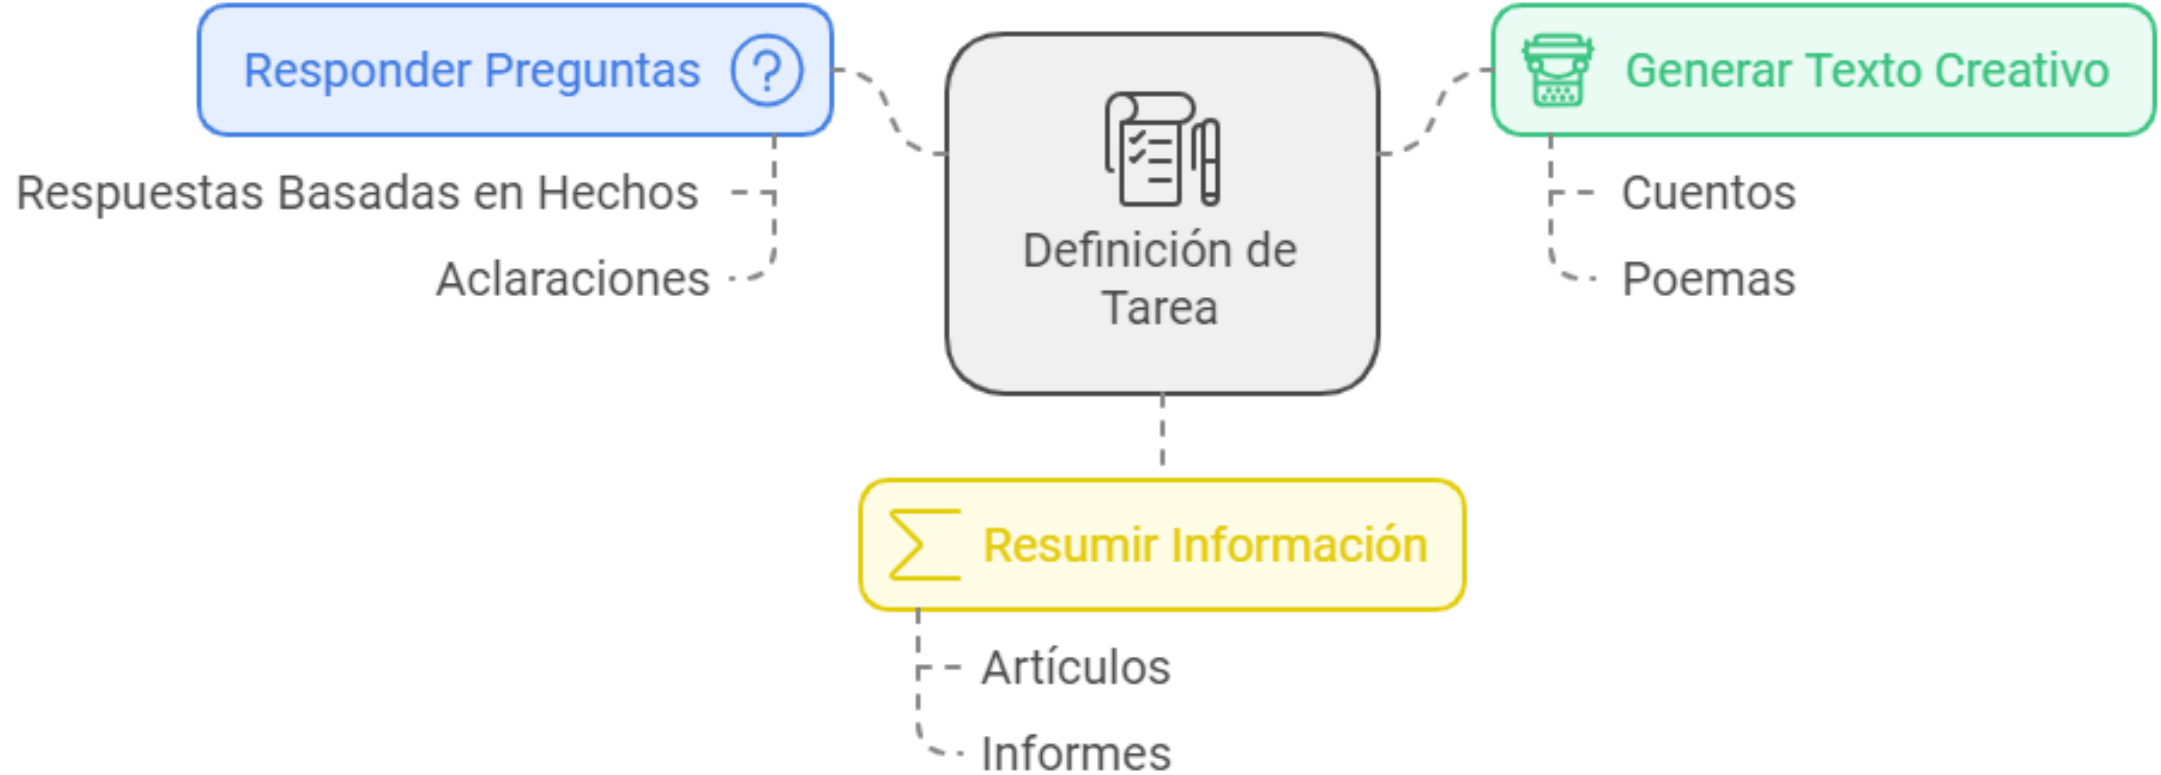 Responder Preguntas
Respuestas Basadas en Hechos
Aclaraciones
Definición de
Tarea
Generar Texto Creativo
Cuentos
Poemas
Resumir Información
Artículos
Informes